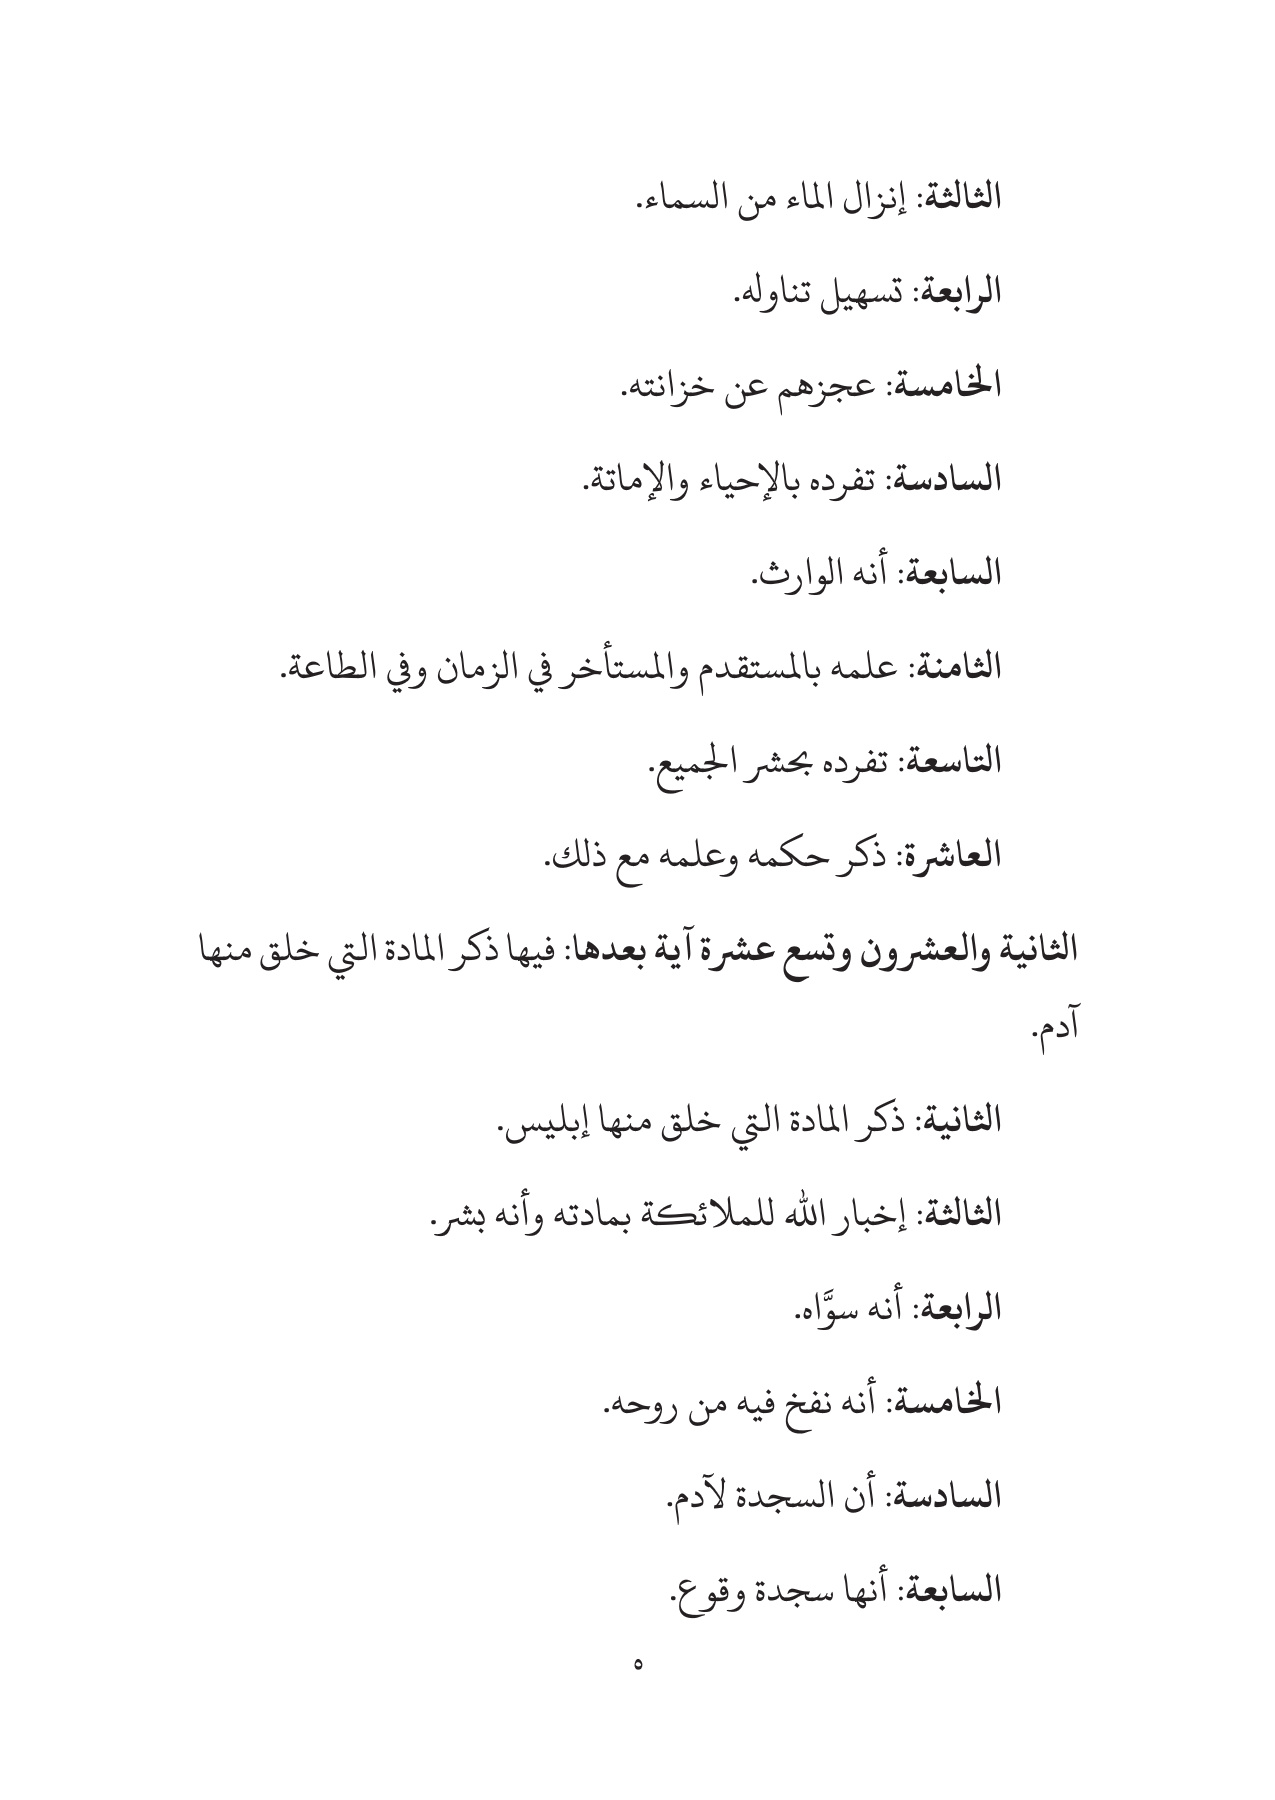 الثالثة: إنزال الماء من السماء.
الرابعة: تسهيل تناوله.
الخامسة: عجزهم عن خزانته.
السادسة: تفرده بالإحياء والإماتة.
السابعة: أنه الوارث.
الثامنة: علمه بالمستقدم والمستأخر في الزمان وفي الطاعة.
التاسعة: تفرده بحشر الجميع.
العاشرة: ذكر حكمه وعلمه مع ذلك.
الثانية والعشرون وتسع عشرة آية بعدها: فيها ذكر المادة التي خلق منها
آدم.
الثانية: ذكر المادة التي خلق منها إبليس.
الثالثة: إخبار الله للملائكة بمادته وأنه بشر.
الرابعة: أنه سوَّاه.
الخامسة: أنه نفخ فيه من روحه.
السادسة: أن السجدة لآدم.
السابعة: أنها سجدة وقوع.
٥